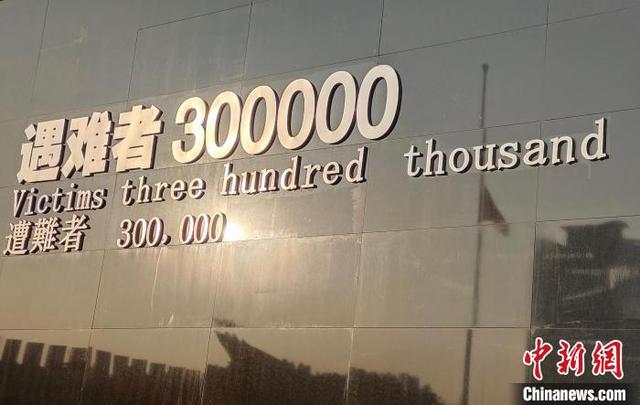 遇难者 300000
Victims three hundred thousand
遭難者 300,000
中新网
Chinanews.com